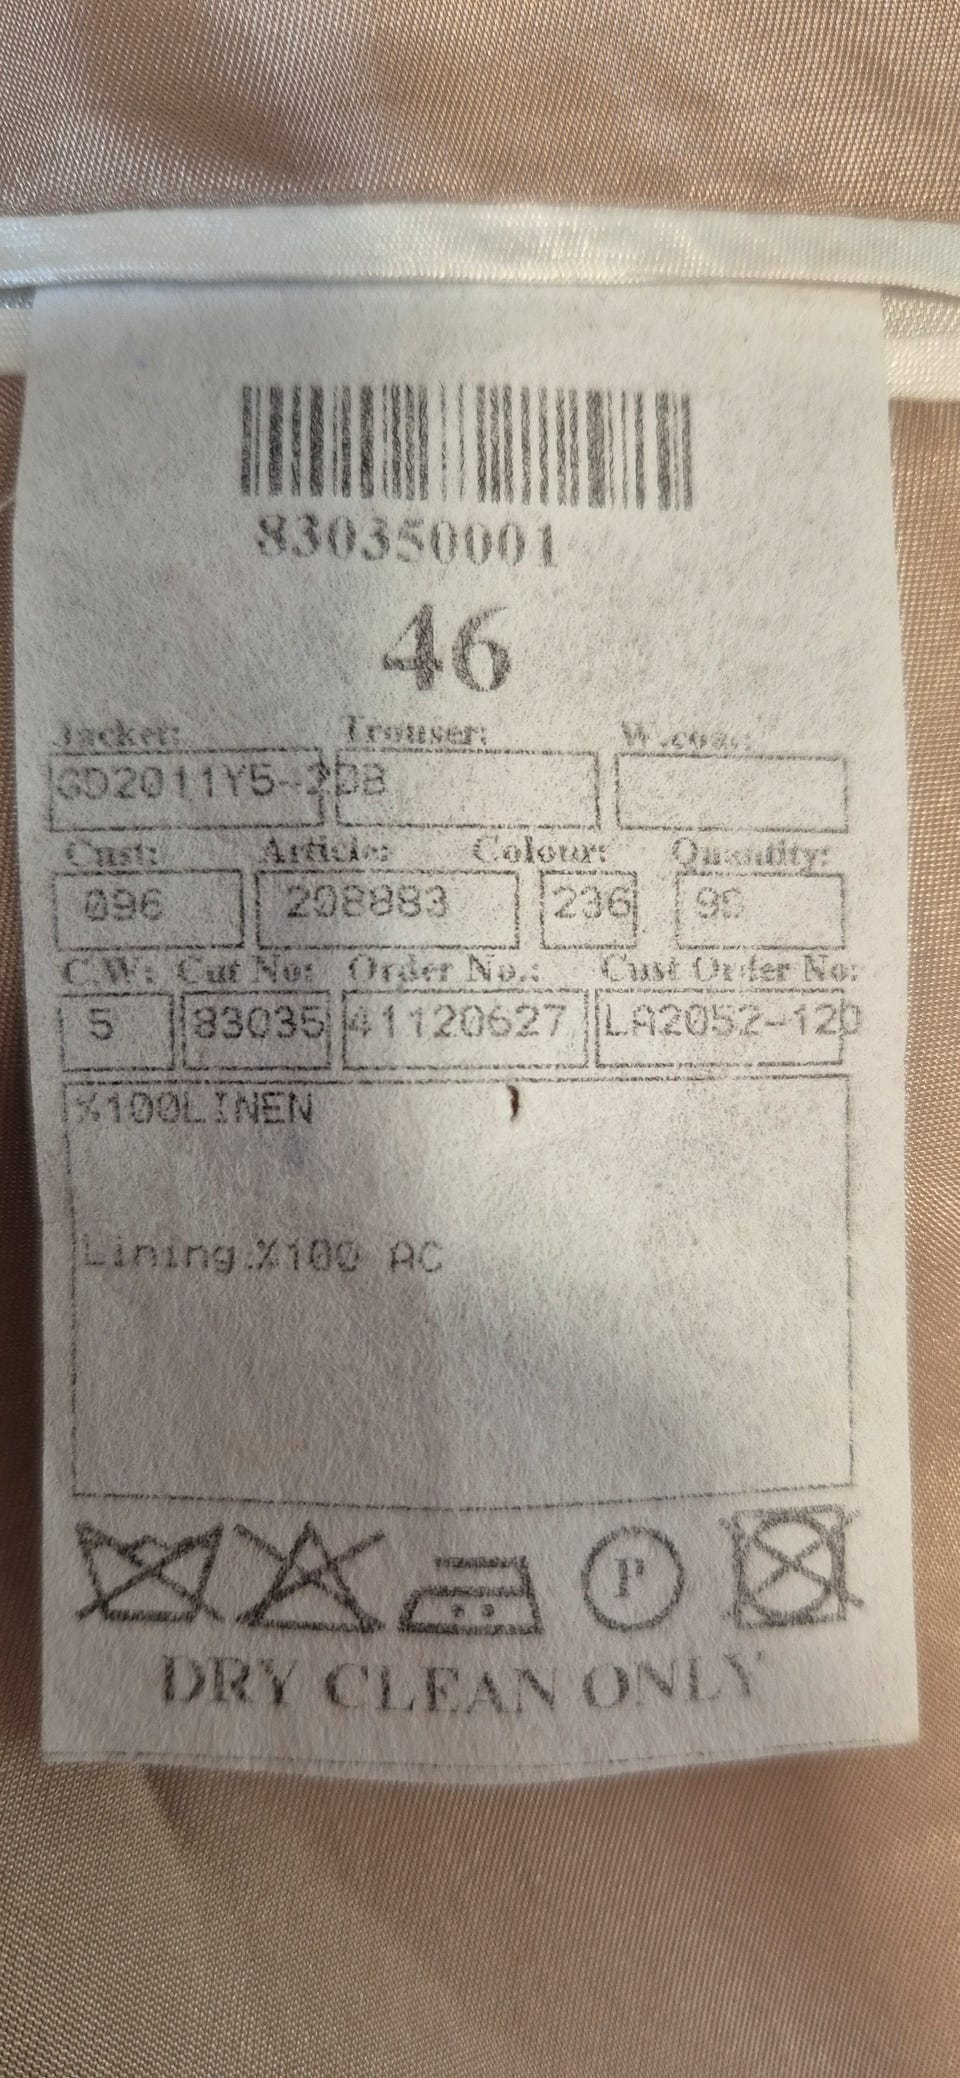 830350001
46
Jacket: Trouser: W.coat:
GD2011Y5-2DB
Cust: Article: Colour: Quantity:
096 208883 236
C.W: Cut No: Order No.: Cust Order No:
5 83035 41120627 LA2052-120
%100LINEN
Lining:%100 AC
P
DRY CLEAN ONLY